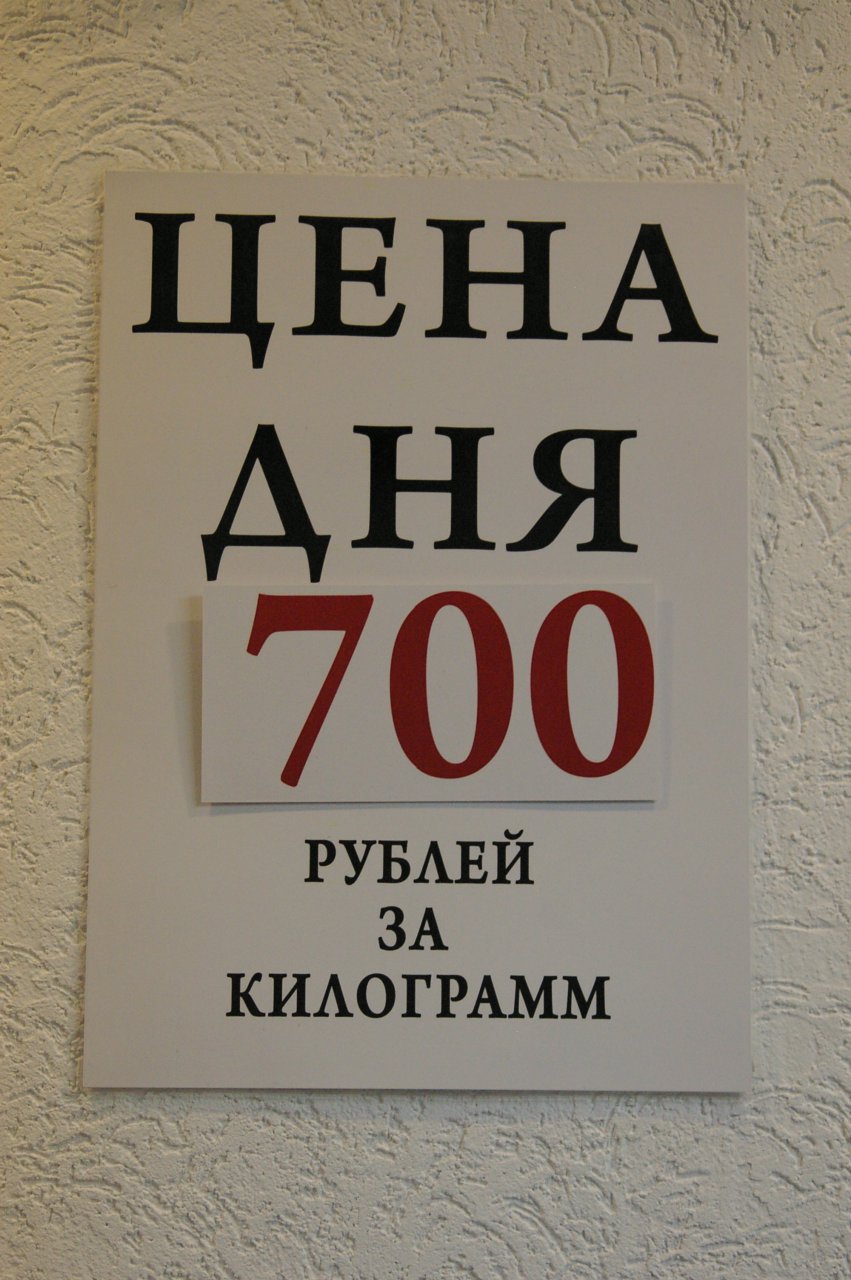 ЦЕНА
ДНЯ
700
РУБЛЕЙ
ЗА
КИЛОГРАММ